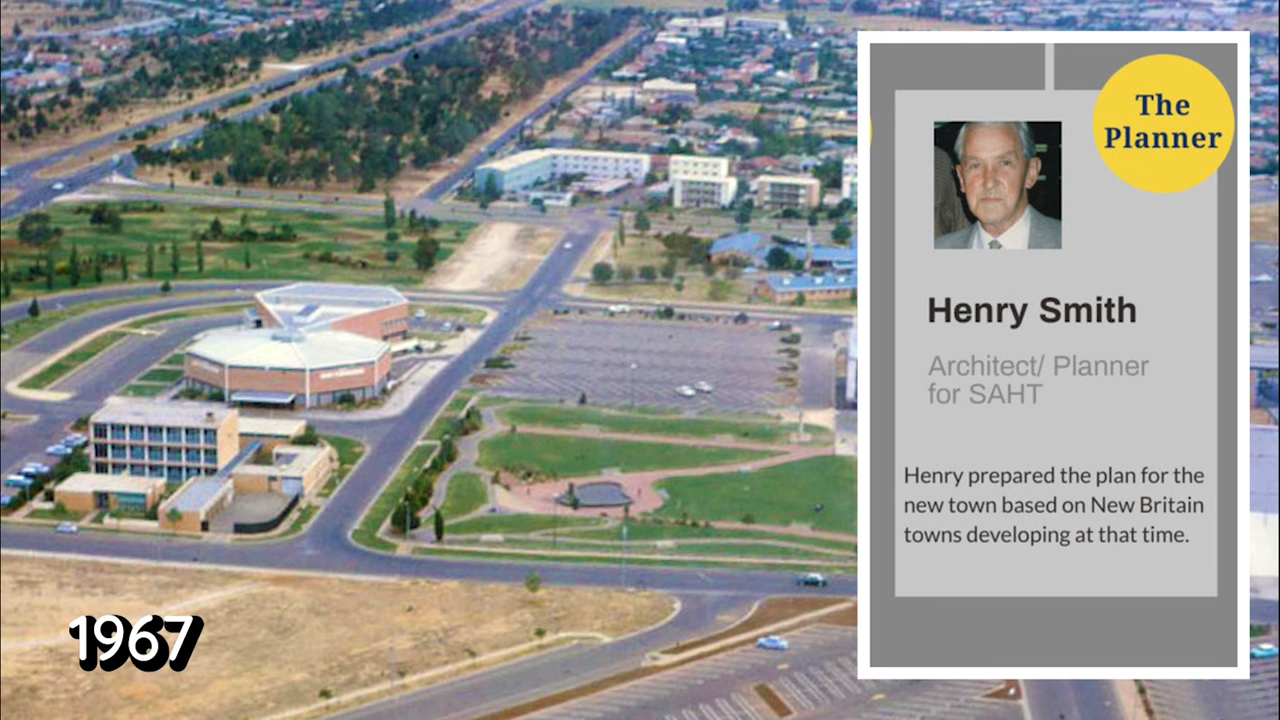 The
Planner
Henry Smith
Architect/ Planner
for SAHT
Henry prepared the plan for the
new town based on New Britain
towns developing at that time.
1967